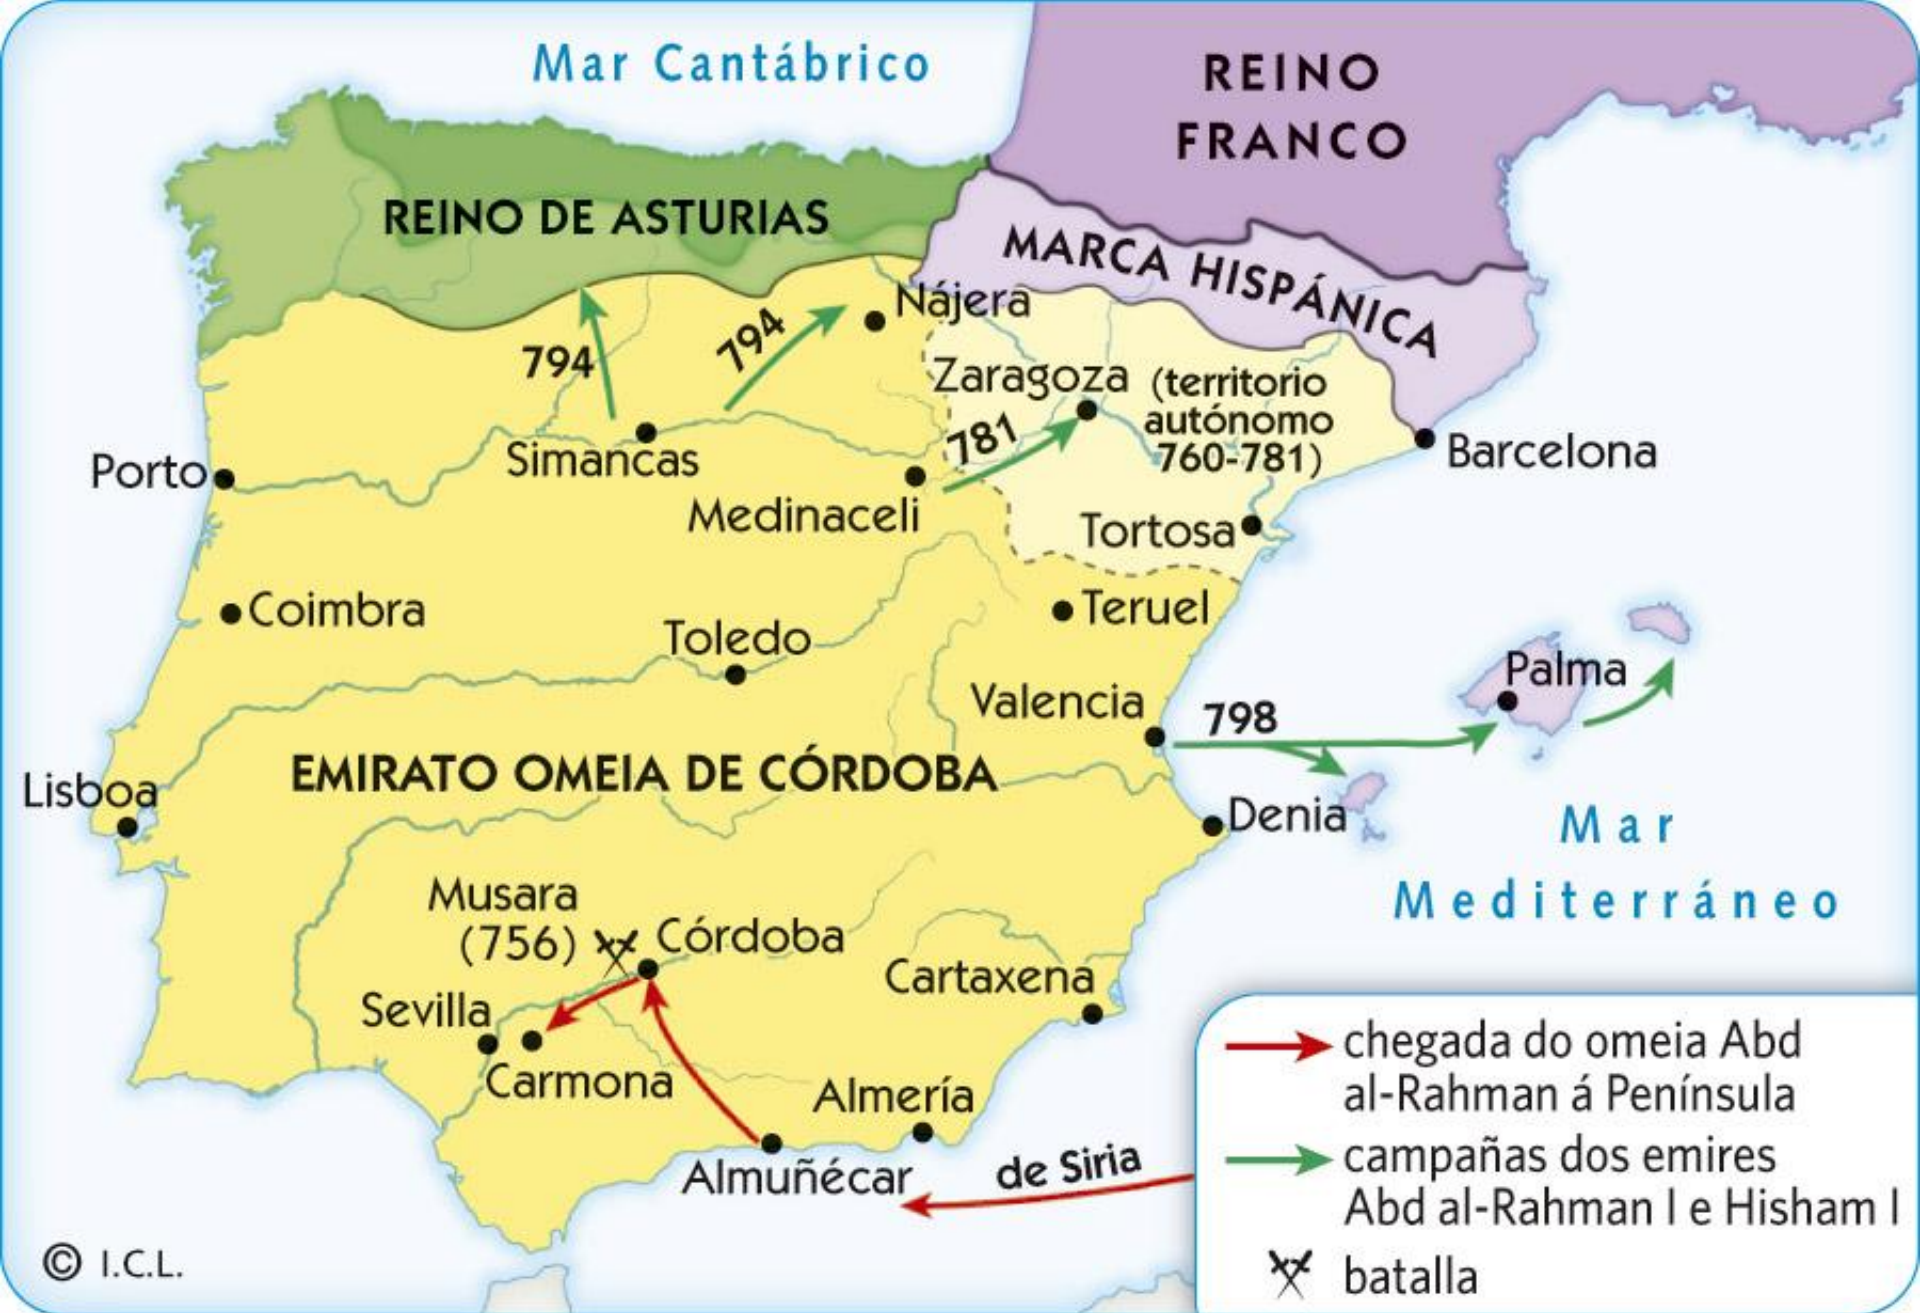 Mar Cantábrico
REINO
FRANCO
REINO DE ASTURIAS
MARCA HISPÁNICA
Nájera
794
794
Zaragoza
(territorio
autónomo
760-781)
781
Porto
Simancas
Barcelona
Medinaceli
Tortosa
Coimbra
Teruel
Toledo
Palma
Valencia
798
EMIRATO OMEIA DE CÓRDOBA
Lisboa
Denia
Mar
Mediterráneo
Musara
(756)
Córdoba
Cartaxena
Sevilla
Carmona
Almería
Almuñécar
de Siria
chegada do omeia Abd
al-Rahman á Península
campañas dos emires
Abd al-Rahman I e Hisham I
batalla
© I.C.L.